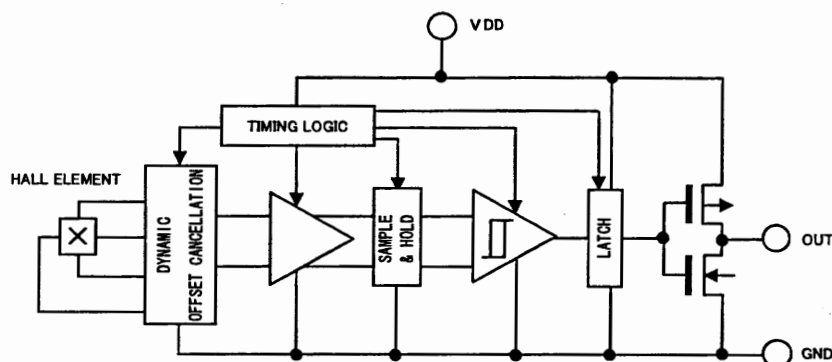 VDD
TIMING LOGIC
HALL ELEMENT
DYNAMIC
OFFSET CANCELLATION
SAMPLE
& HOLD
LATCH
OUT
GND